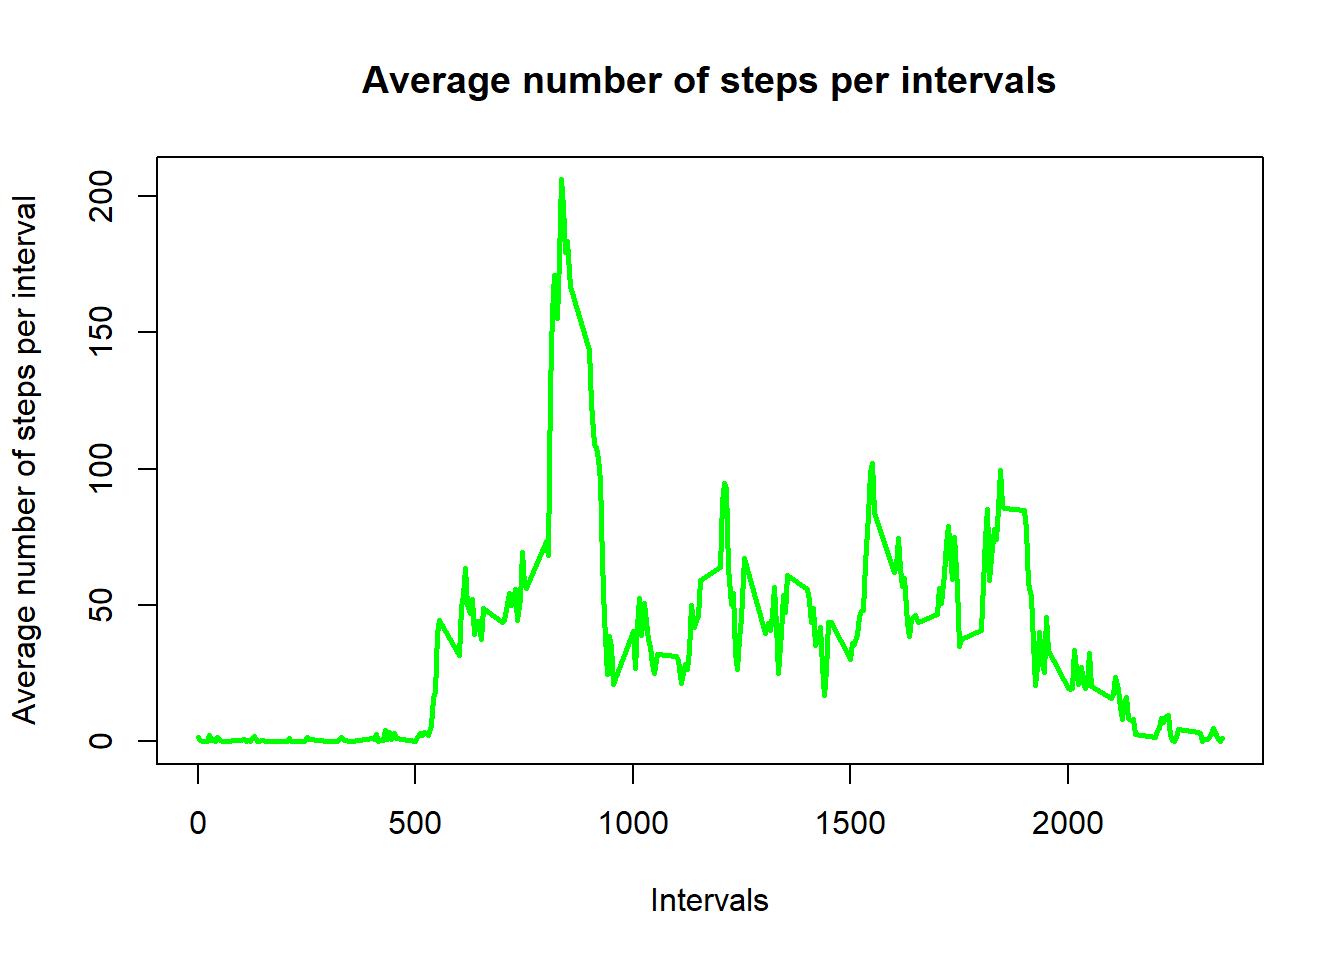 Average number of steps per intervals
Average number of steps per interval
200
150
100
50
0
0 500 1000 1500 2000
Intervals